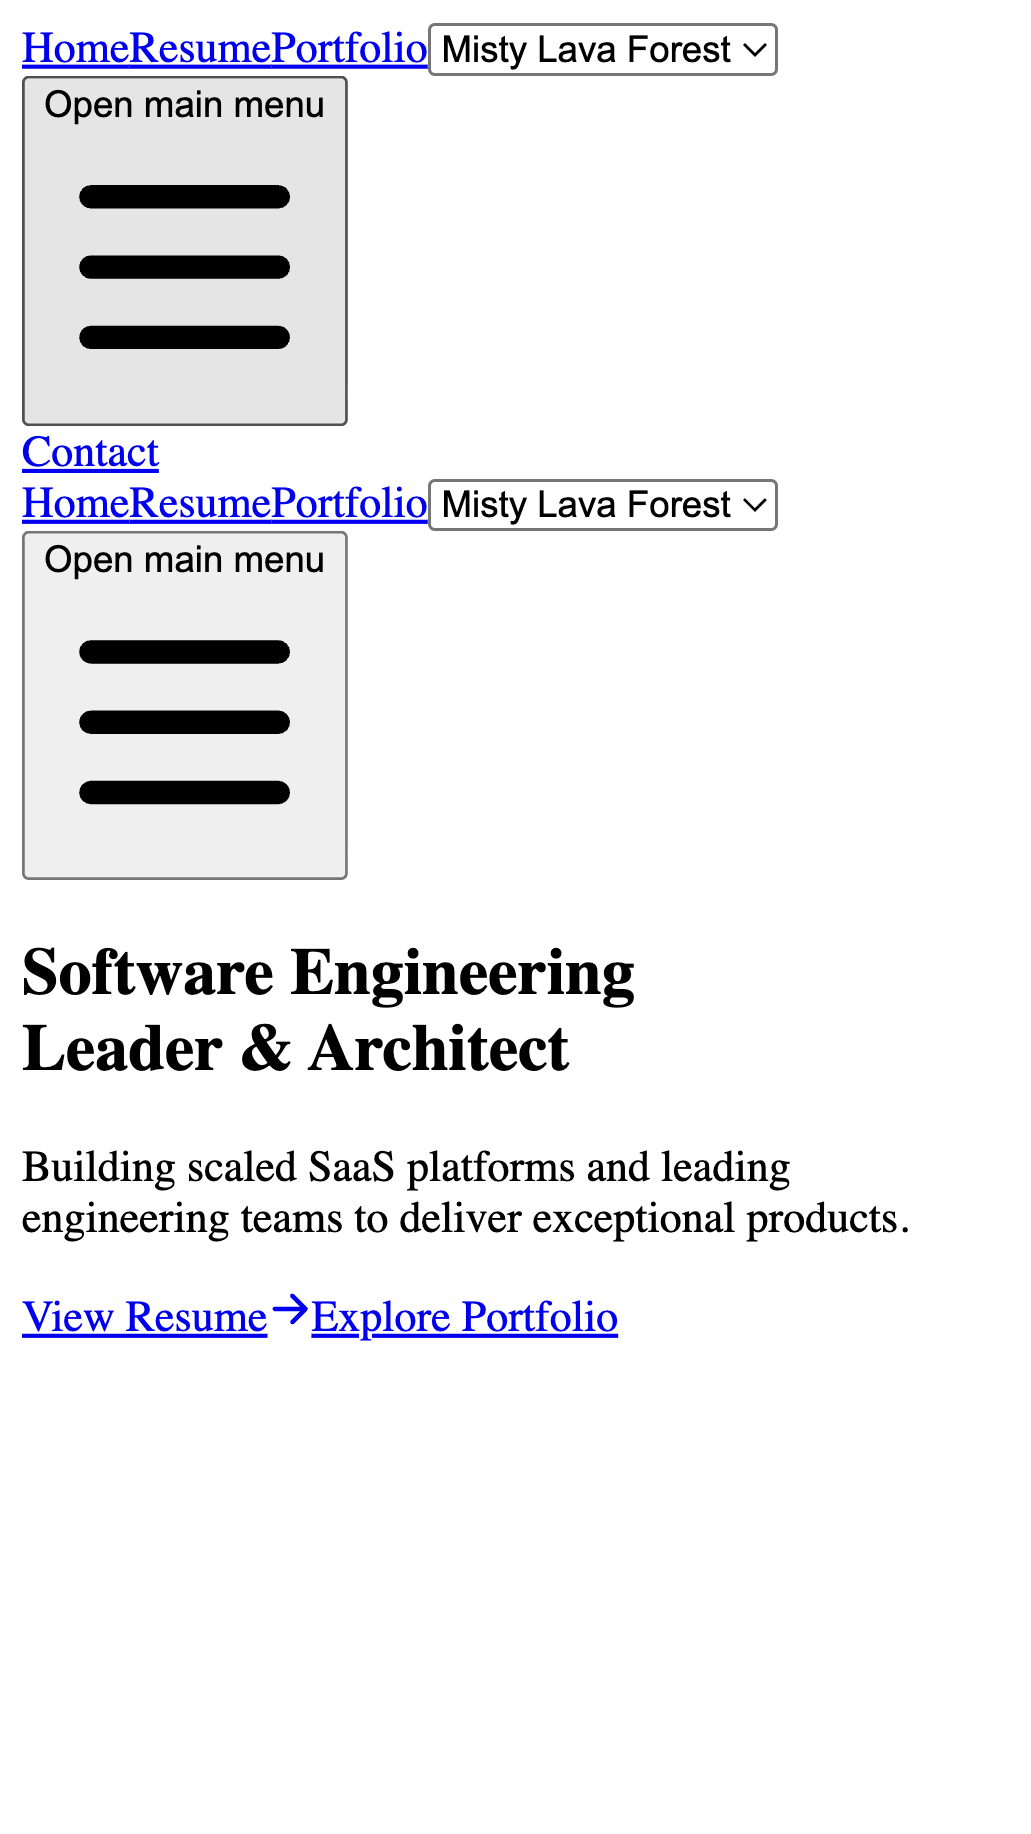 HomeResumePortfolio Misty Lava Forest
Open main menu
Contact
HomeResumePortfolio Misty Lava Forest
Open main menu
Software Engineering
Leader & Architect
Building scaled SaaS platforms and leading
engineering teams to deliver exceptional products.
View Resume→Explore Portfolio